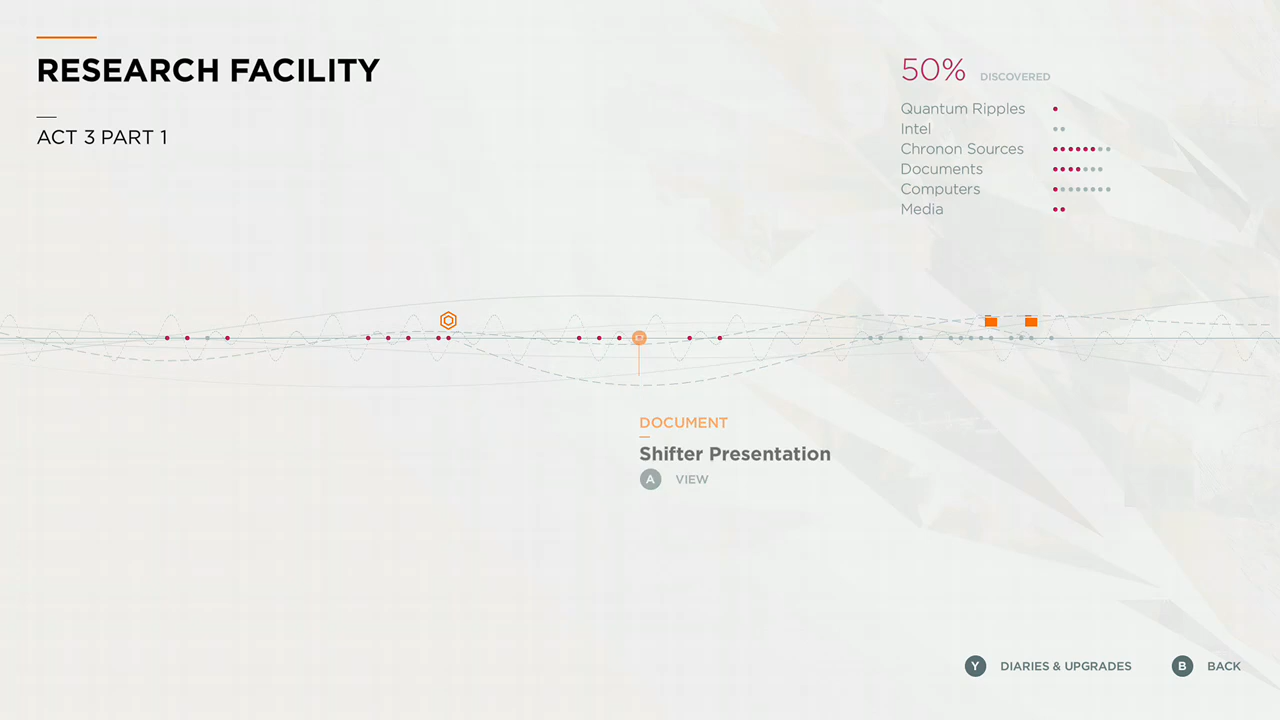 RESEARCH FACILITY
ACT 3 PART 1
50% DISCOVERED
Quantum Ripples
Intel
Chronon Sources
Documents
Computers
Media
DOCUMENT
Shifter Presentation
A VIEW
Y DIARIES & UPGRADES B BACK